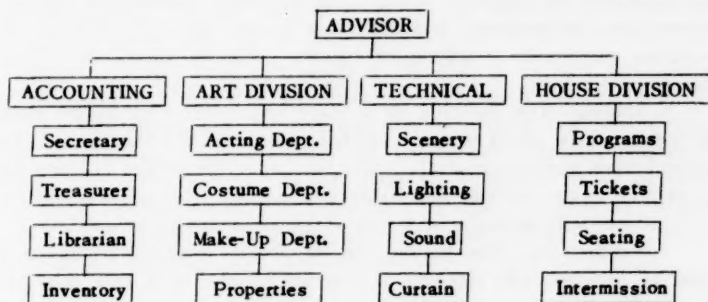 ADVISOR
ACCOUNTING ART DIVISION TECHNICAL HOUSE DIVISION
Secretary Acting Dept. Scenery Programs
Treasurer Costume Dept. Lighting Tickets
Librarian Make-Up Dept. Sound Seating
Inventory Properties Curtain Intermission